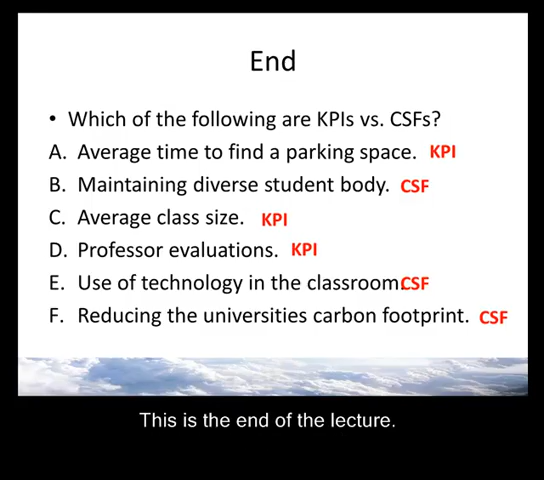 End
• Which of the following are KPIs vs. CSFs?
A. Average time to find a parking space. KPI
B. Maintaining diverse student body. CSF
C. Average class size. KPI
D. Professor evaluations. KPI
E. Use of technology in the classroom. CSF
F. Reducing the universities carbon footprint. CSF
This is the end of the lecture.